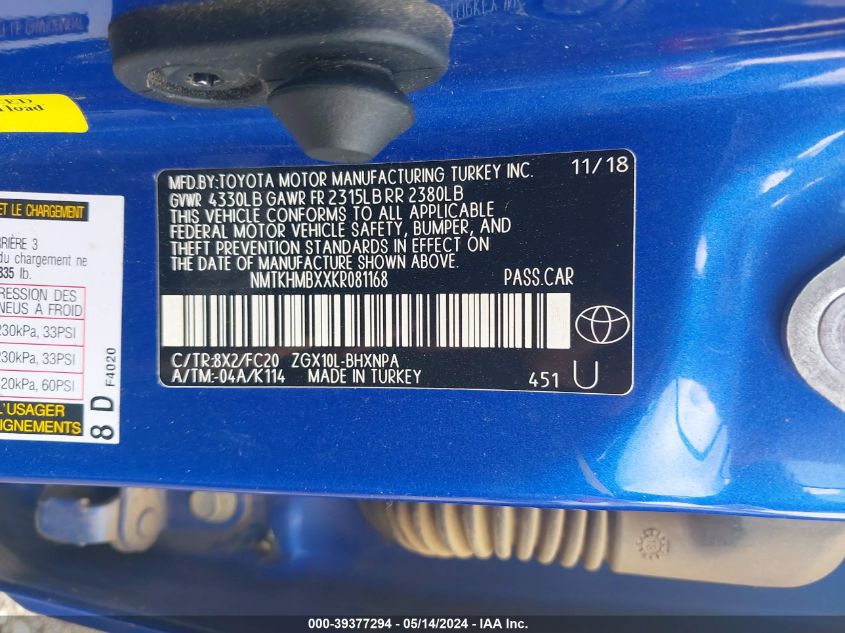 ED
load
ET LE CHARGEMENT
RIÈRE 3
du chargement ne
835 lb.
RESSION DES
NEUS À FROID
230kPa, 33PSI
230kPa, 33PSI
420kPa, 60PSI
L'USAGER
IGNEMENTS
8 D
F4020
MFD.BY:TOYOTA MOTOR MANUFACTURING TURKEY INC. 11/18
GVWR 4330LB GAWR FR 2315LB RR 2380LB
THIS VEHICLE CONFORMS TO ALL APPLICABLE
FEDERAL MOTOR VEHICLE SAFETY, BUMPER, AND
THEFT PREVENTION STANDARDS IN EFFECT ON
THE DATE OF MANUFACTURE SHOWN ABOVE.
NMTKHMBXXKR081168 PASS.CAR
C/TR:8X2/FC20 ZGX10L-BHXNPA
A/TM:-04A/K114 MADE IN TURKEY 451 U
000-39377294 - 05/14/2024 - IAA Inc.